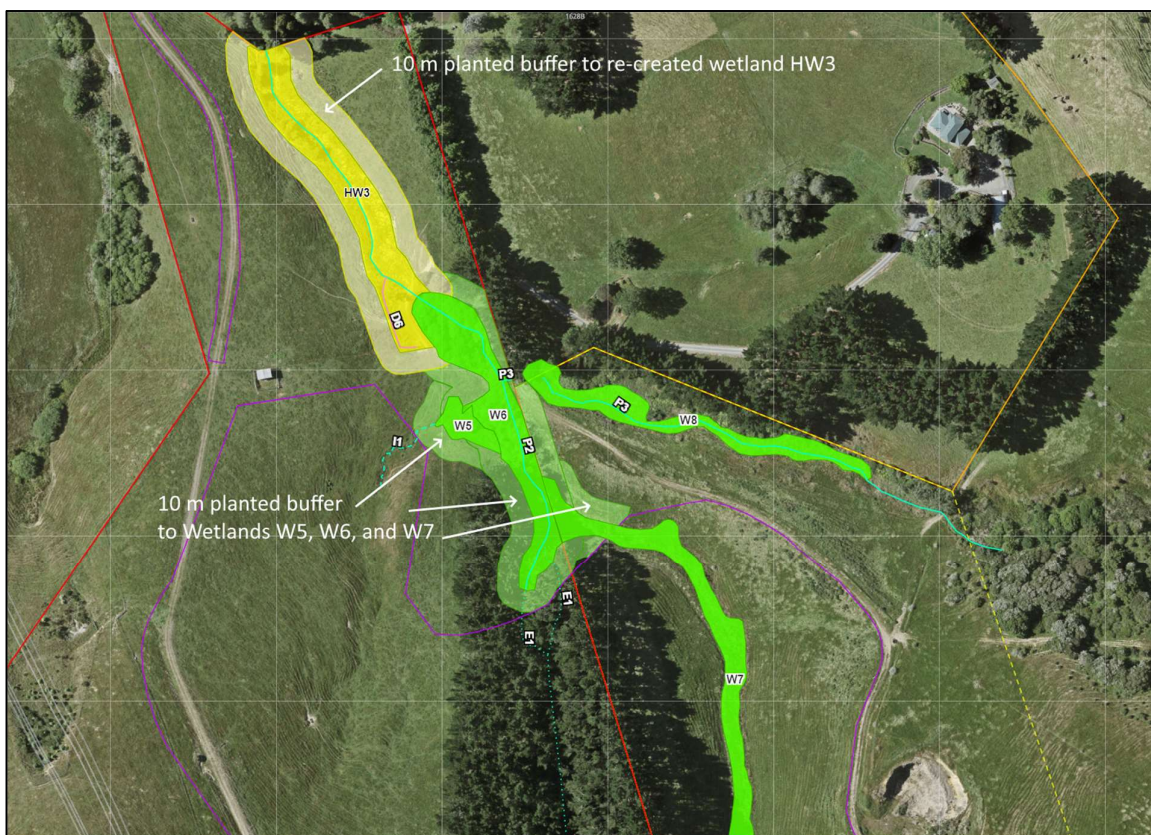 1628B
10 m planted buffer to re-created wetland HW3
HW3
D6
P3
P3
W6
W5
W8
P2
I1
10 m planted buffer
to Wetlands W5, W6, and W7
E1
E1
W7